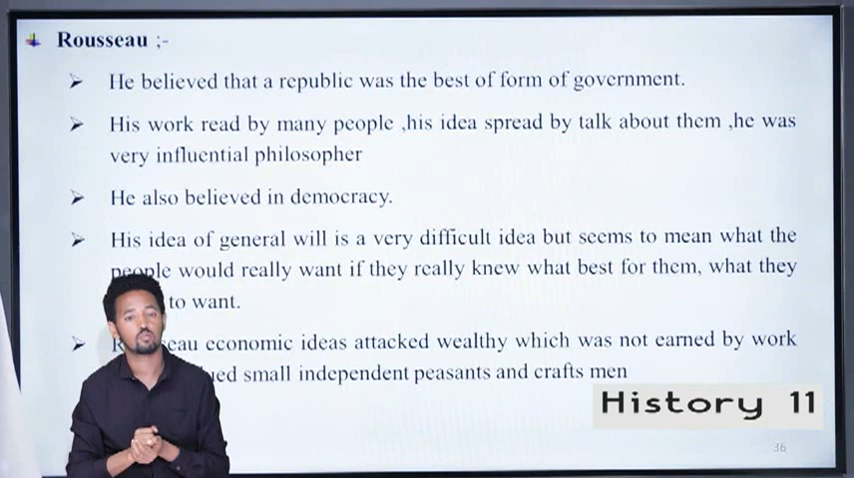 Rousseau :-
He believed that a republic was the best of form of government.
His work read by many people ,his idea spread by talk about them ,he was
very influential philosopher
He also believed in democracy.
His idea of general will is a very difficult idea but seems to mean what the
people would really want if they really knew what best for them, what they
to want.
economic ideas attacked wealthy which was not earned by work
small independent peasants and crafts men
History 11
36